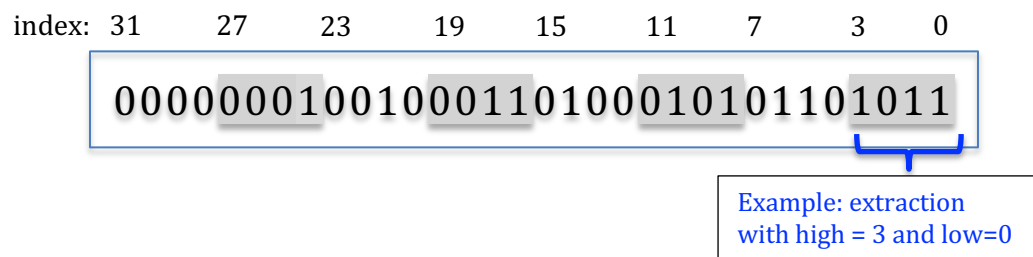 index: 31 27 23 19 15 11 7 3 0
00000001001000110100010101101011
Example: extraction
with high = 3 and low=0